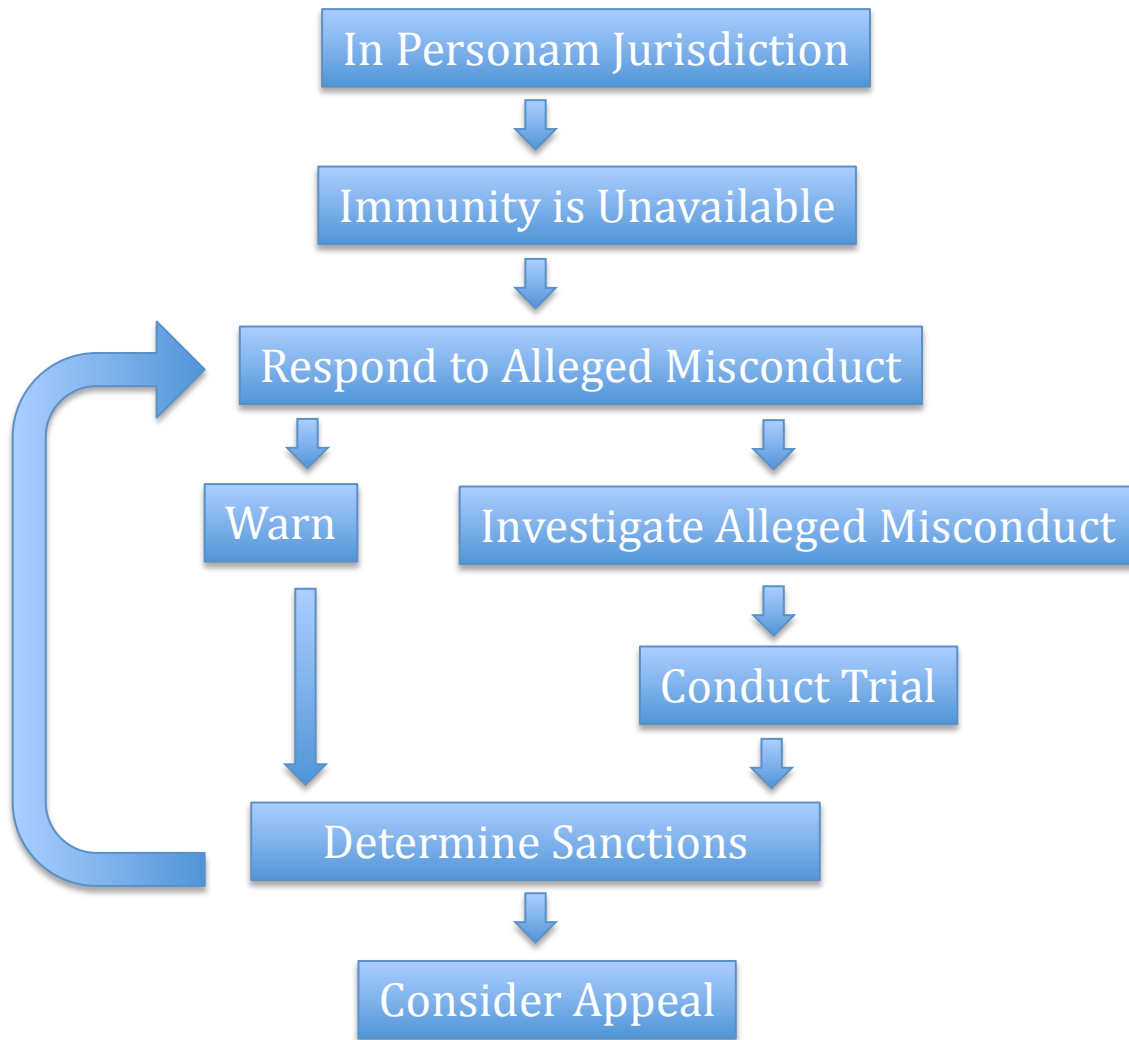 In Personam Jurisdiction
Immunity is Unavailable
Respond to Alleged Misconduct
Warn
Investigate Alleged Misconduct
Conduct Trial
Determine Sanctions
Consider Appeal